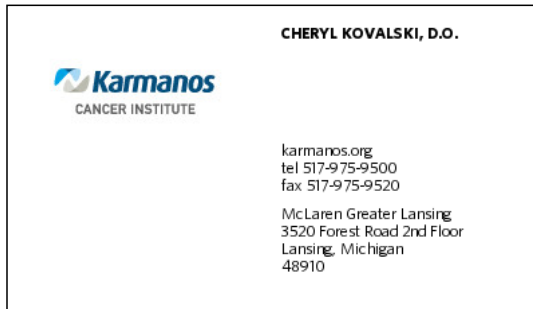 CHERYL KOVALSKI, D.O.
Karmanos
CANCER INSTITUTE
karmanos.org
tel 517-975-9500
fax 517-975-9520
McLaren Greater Lansing
3520 Forest Road 2nd Floor
Lansing, Michigan
48910